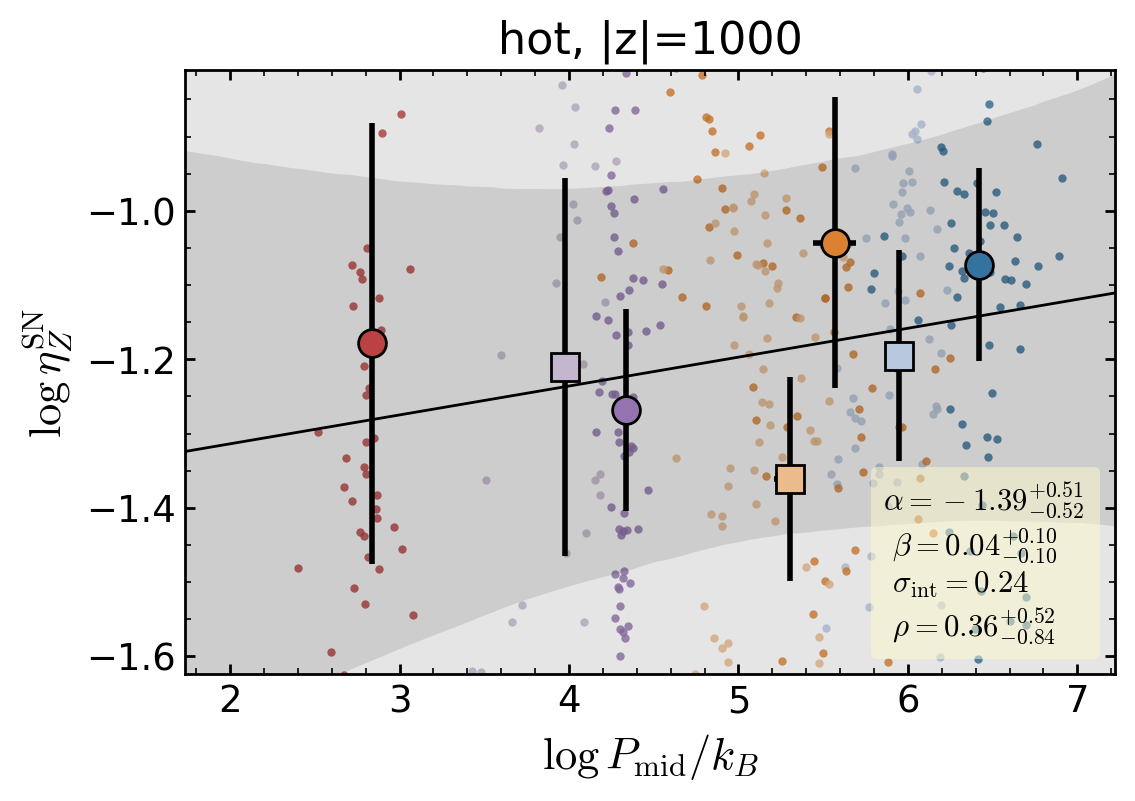 hot, |z|=1000
log η_Z^SN
−1.0
−1.2
−1.4
−1.6
α = −1.39^{+0.51}_{−0.52}
β = 0.04^{+0.10}_{−0.10}
σ_int = 0.24
ρ = 0.36^{+0.52}_{−0.84}
2 3 4 5 6 7
log P_mid/k_B